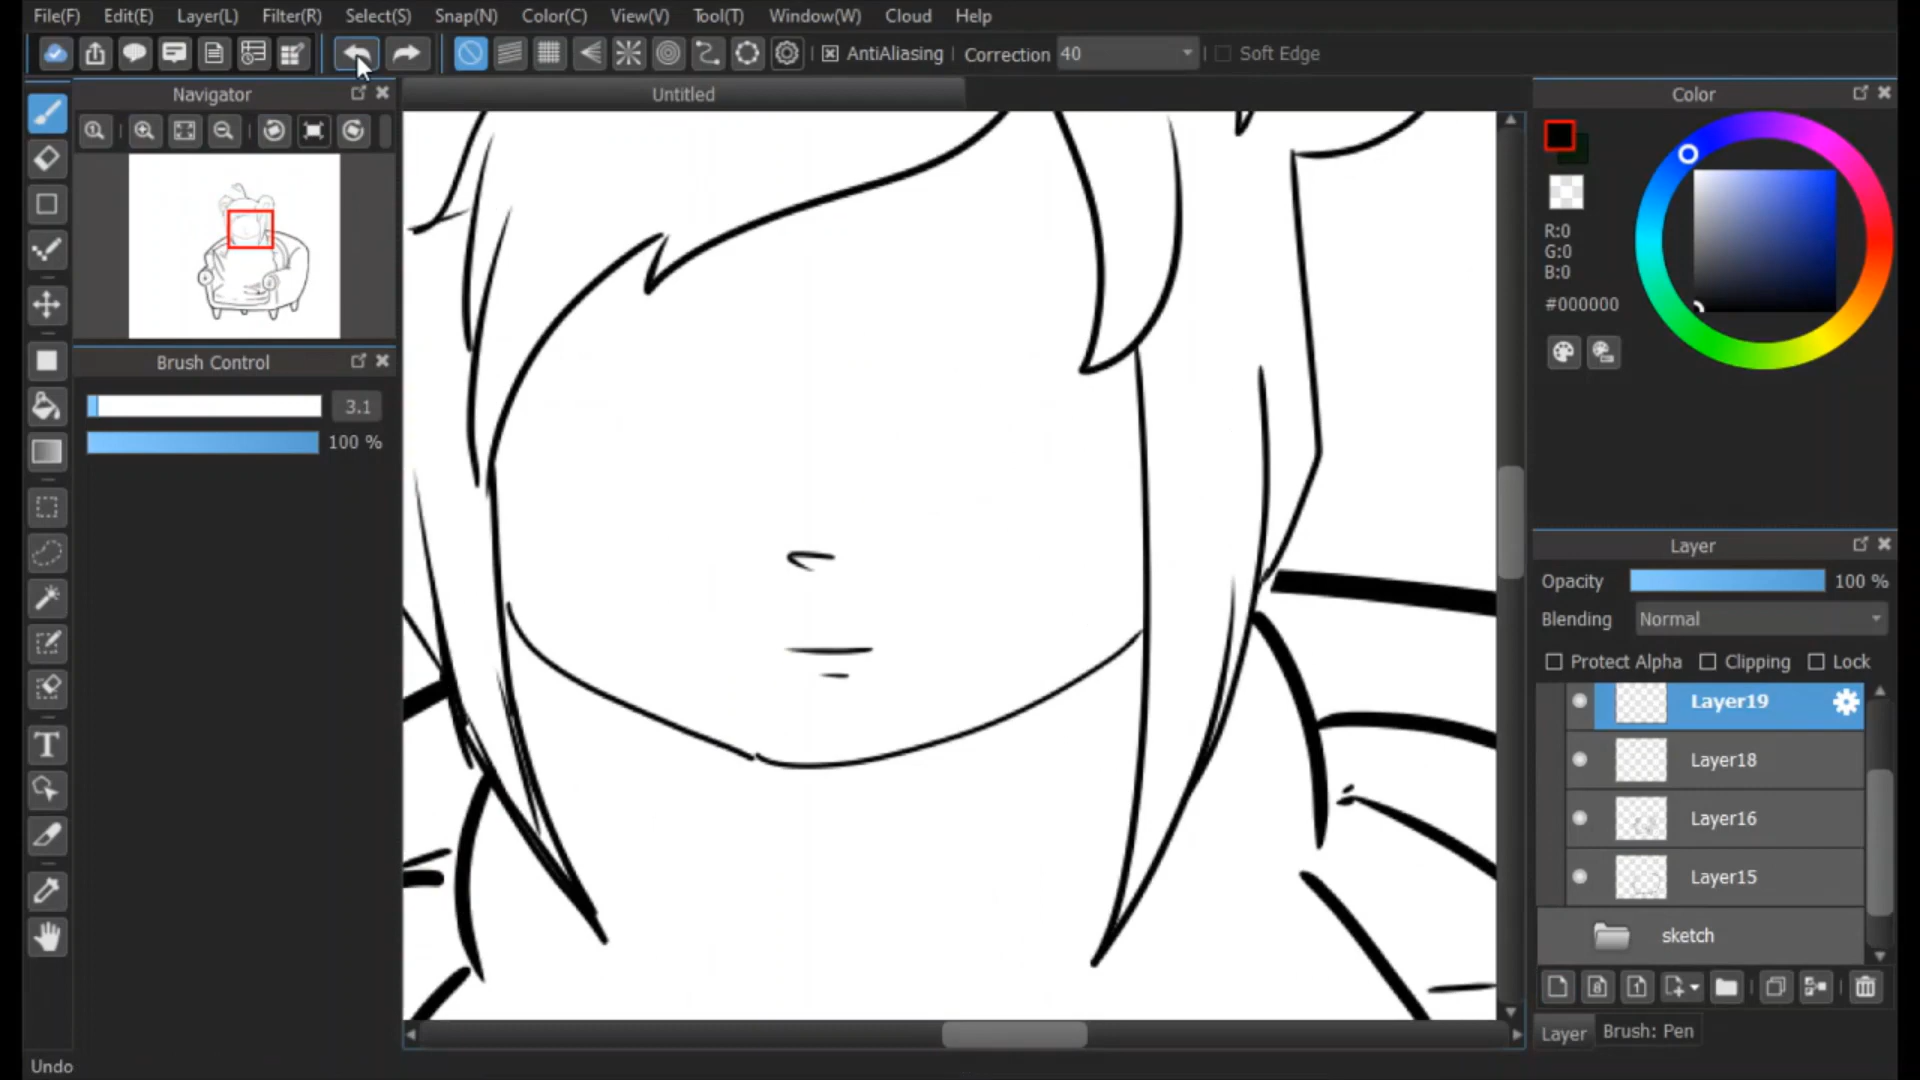 File(F) Edit(E) Layer(L) Filter(R) Select(S) Snap(N) Color(C) View(V) Tool(T) Window(W) Cloud Help
AntiAliasing Correction 40 Soft Edge
Navigator
Untitled
Color
R:0
G:0
B:0
#000000
Brush Control
3.1
100 %
Layer
Opacity 100 %
Blending Normal
Protect Alpha Clipping Lock
Layer19
Layer18
Layer16
Layer15
sketch
8 1
T
Layer Brush: Pen
Undo